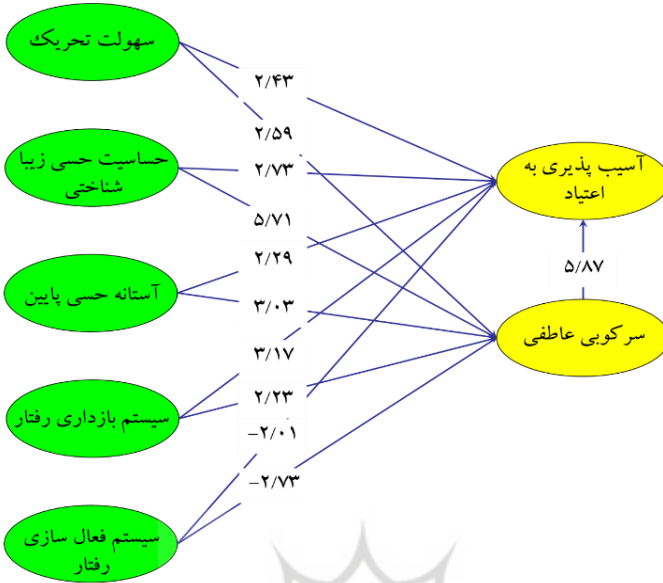 سهولت تحریک
۲/۴۳
۲/۵۹
حساسیت حسی زیبا
شناختی
۲/۷۳
آسیب پذیری به
اعتیاد
۵/۷۱
۲/۲۹
۵/۸۷
آستانه حسی پایین
۳/۰۳
سرکوبی عاطفی
۳/۱۷
۲/۲۳
سیستم بازداری رفتار
-۲/۰۱
-۲/۷۳
سیستم فعال سازی
رفتار